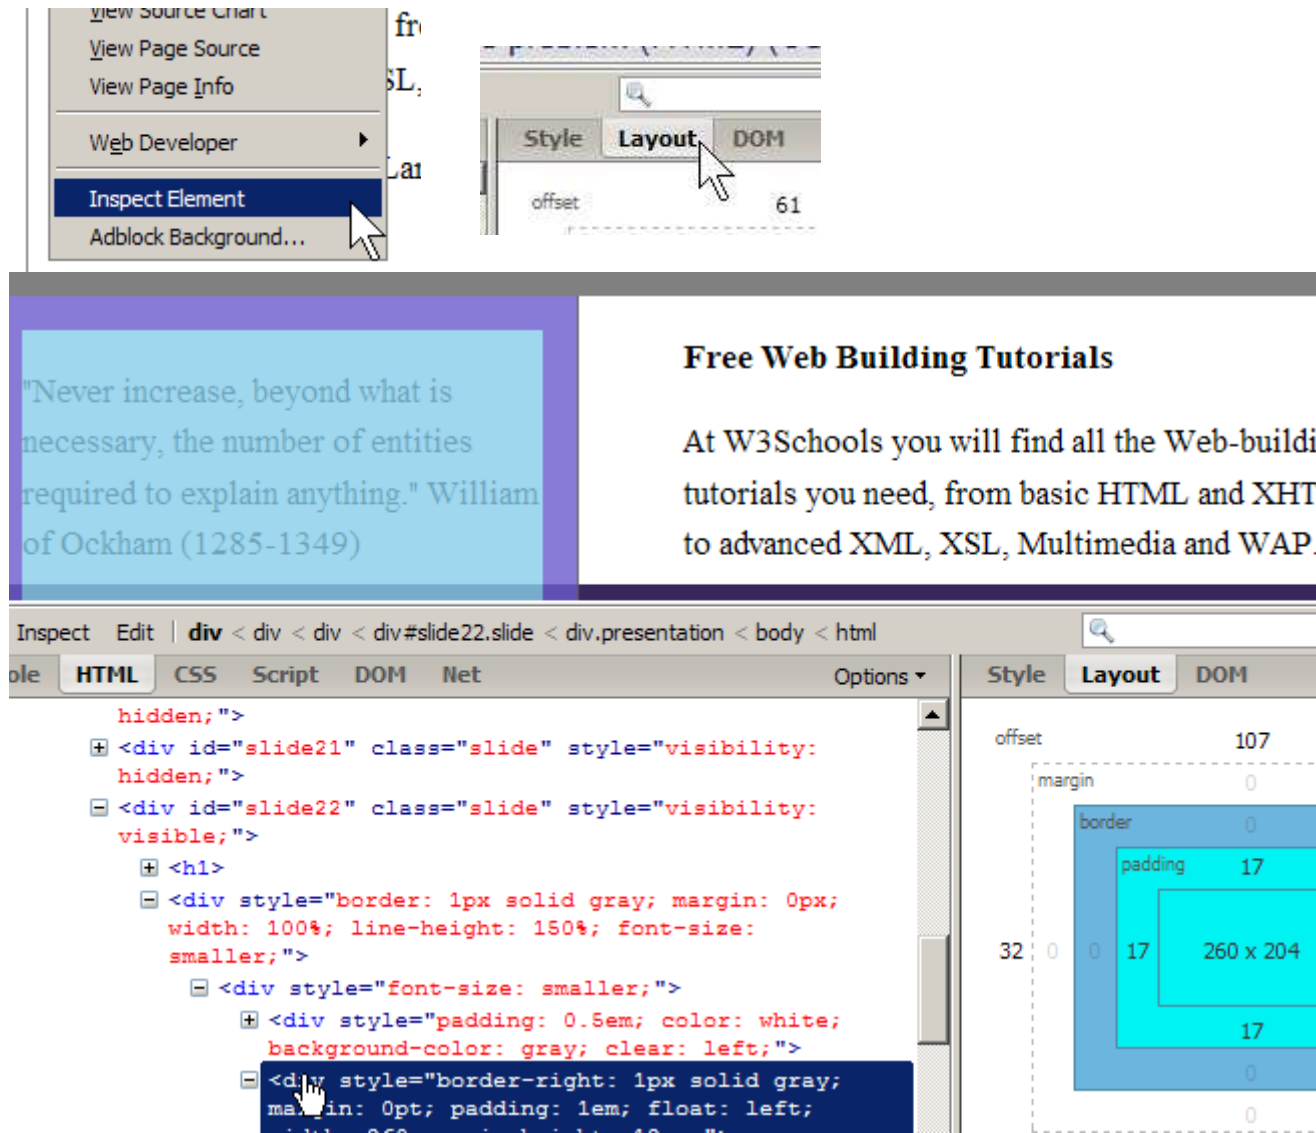 View Source Chart
View Page Source
View Page Info
Web Developer
Inspect Element
Adblock Background...
SL,
Style Layout DOM
offset 61
"Never increase, beyond what is
necessary, the number of entities
required to explain anything." William
of Ockham (1285-1349)
Free Web Building Tutorials
At W3Schools you will find all the Web-buildi
tutorials you need, from basic HTML and XHT
to advanced XML, XSL, Multimedia and WAP.
Inspect Edit | div < div < div < div#slide22.slide < div.presentation < body < html
ole HTML CSS Script DOM Net Options
hidden;">
<div id="slide21" class="slide" style="visibility:
hidden;">
<div id="slide22" class="slide" style="visibility:
visible;">
<h1>
<div style="border: 1px solid gray; margin: 0px;
width: 100%; line-height: 150%; font-size:
smaller;">
<div style="font-size: smaller;">
<div style="padding: 0.5em; color: white;
background-color: gray; clear: left;">
<div style="border-right: 1px solid gray;
margin: 0pt; padding: 1em; float: left;
Style Layout DOM
offset 107
margin 0
border 0
padding 17
32 0 0 17 260 x 204
17
0
0